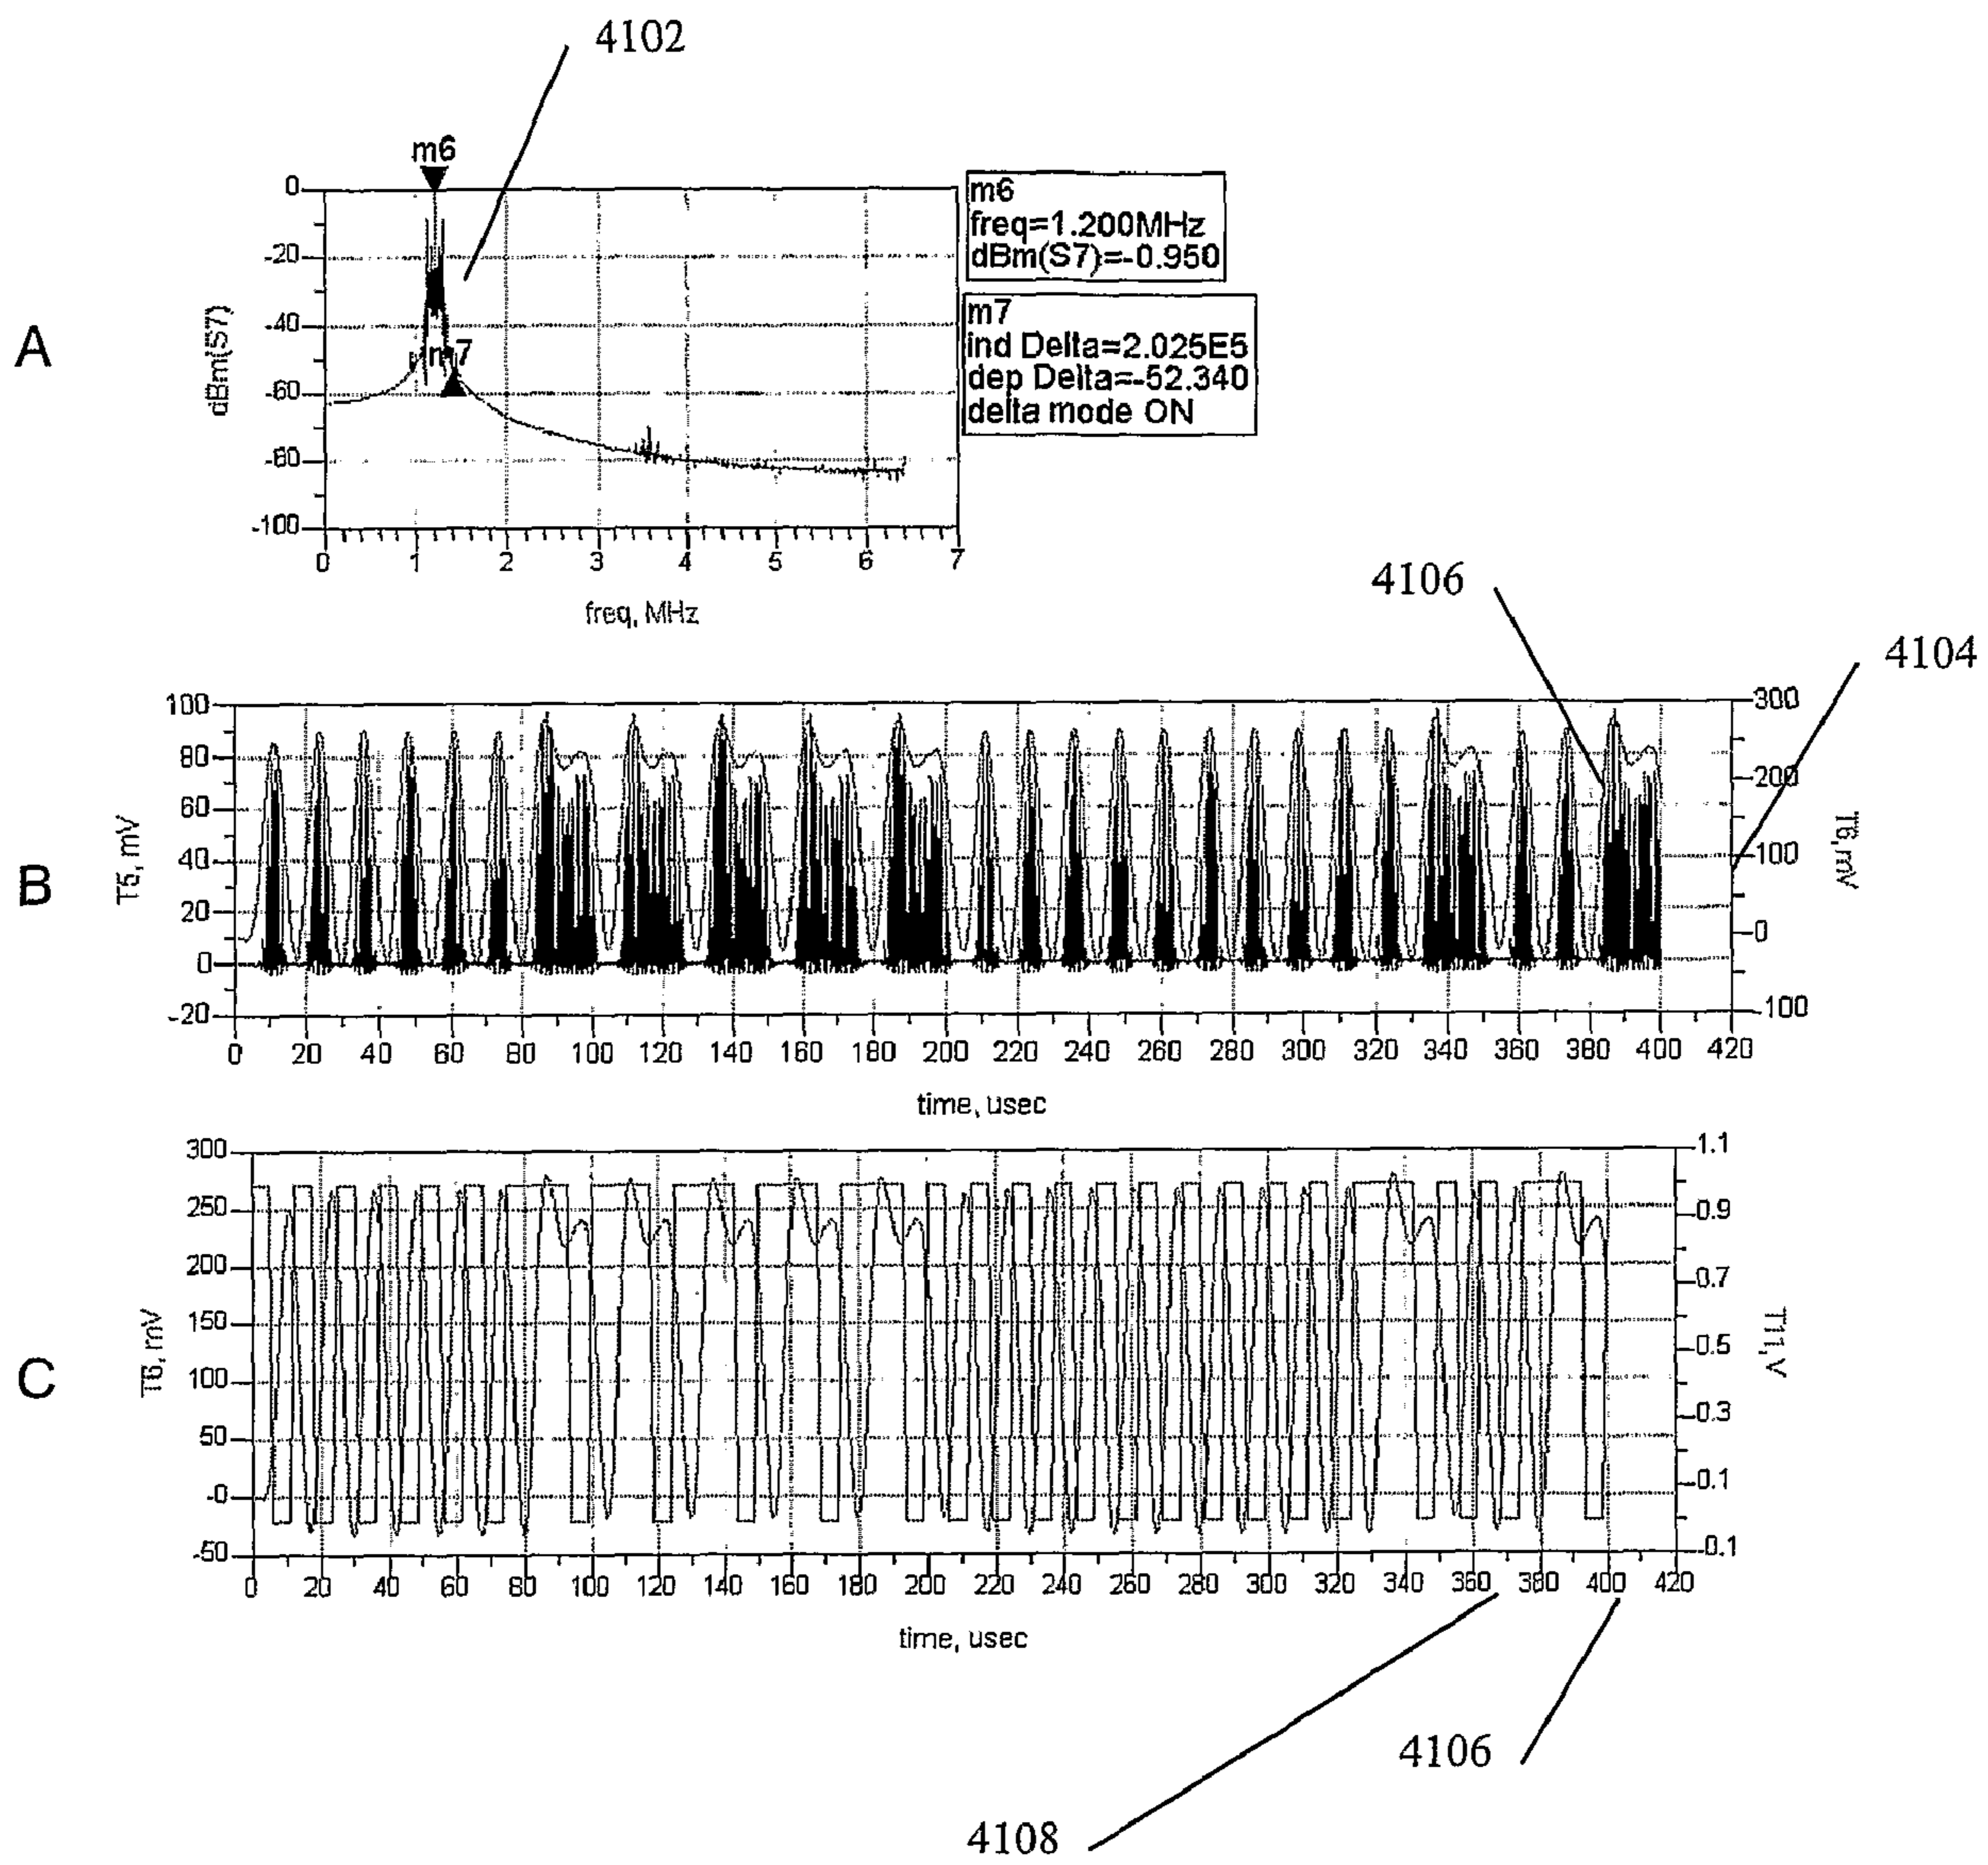 4102
m6
0
-20
-40
-60
-80
-100
dBm(S7)
m7
0 1 2 3 4 5 6 7
freq, MHz
m6
freq=1.200MHz
dBm(S7)=-0.950
m7
ind Delta=2.025E5
dep Delta=-52.340
delta mode ON
A
4106
4104
B
T5, mV
100
80
60
40
20
0
-20
300
200
100
0
-100
T6, mV
0 20 40 60 80 100 120 140 160 180 200 220 240 260 280 300 320 340 360 380 400 420
time, usec
C
T6, mV
300
250
200
150
100
50
-0
-50
1.1
0.9
0.7
0.5
0.3
0.1
-0.1
T11, V
0 20 40 60 80 100 120 140 160 180 200 220 240 260 280 300 320 340 360 380 400 420
time, usec
4106
4108